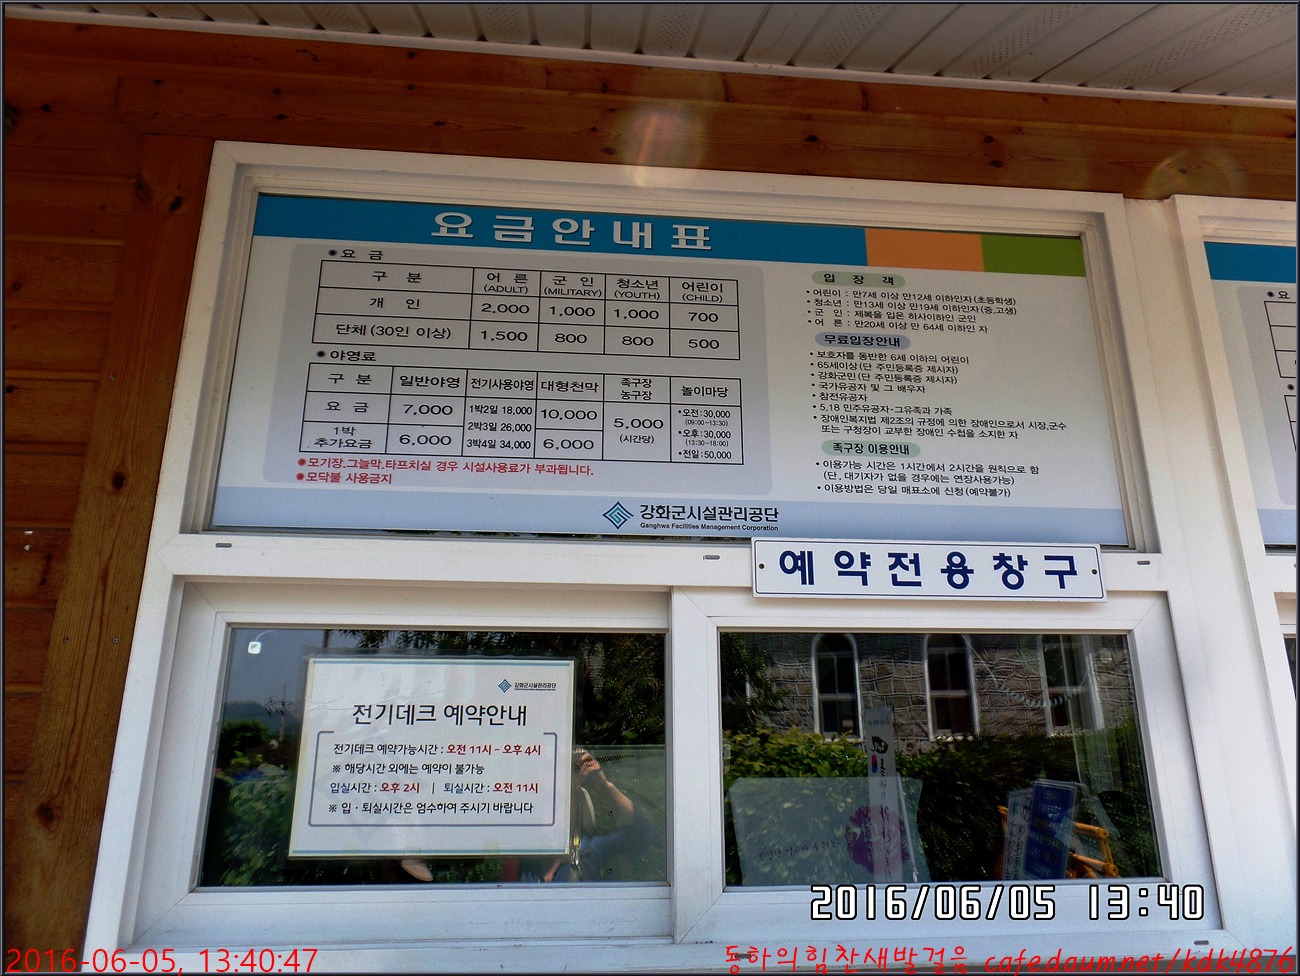 요금안내표
◉요 금
구 분 어 른 (ADULT) 군 인 (MILITARY) 청소년 (YOUTH) 어린이 (CHILD)
개 인 2,000 1,000 1,000 700
단체 (30인 이상) 1,500 800 800 500
◉야영료
구 분 일반야영 전기사용야영 대형천막 족구장 농구장 놀이마당
요 금 7,000 1박2일 18,000 10,000 5,000 (시간당) •오전:30,000 (09:00~13:30)
2박3일 26,000 •오후:30,000 (13:30~18:00)
1박 추가요금 6,000 3박4일 34,000 6,000 •전일:50,000
◉모기장,그늘막,타프치실 경우 시설사용료가 부과됩니다.
◉모닥불 사용금지
입 장 객
• 어린이 : 만7세 이상 만12세 이하인자 (초등학생)
• 청소년 : 만13세 이상 만19세 이하인자 (중,고생)
• 군 인 : 제복을 입은 하사이하인 군인
• 어 른 : 만20세 이상 만 64세 이하인 자
무료입장안내
• 보호자를 동반한 6세 이하의 어린이
• 65세이상 (단 주민등록증 제시자)
• 강화군민 (단 주민등록증 제시자)
• 국가유공자 및 그 배우자
• 참전유공자
• 5,18 민주유공자·그유족과 가족
• 장애인복지법 제2조의 규정에 의한 장애인으로서 시장,군수
또는 구청장이 교부한 장애인 수첩을 소지한 자
족구장 이용안내
• 이용가능 시간은 1시간에서 2시간을 원칙으로 함
(단, 대기자가 없을 경우에는 연장사용가능)
• 이용방법은 당일 매표소에 신청 (예약불가)
강화군시설관리공단
Ganghwa Facilities Management Corporation
예약전용창구
강화군시설관리공단
전기데크 예약안내
전기데크 예약가능시간 : 오전 11시 ~ 오후 4시
※ 해당시간 외에는 예약이 불가능
입실시간 : 오후 2시 | 퇴실시간 : 오전 11시
※ 입 · 퇴실시간은 엄수하여 주시기 바랍니다
2016/06/05 13:40
2016-06-05, 13:40:47
동하의힘찬새발걸음 cafe.daum.net/kdk4876